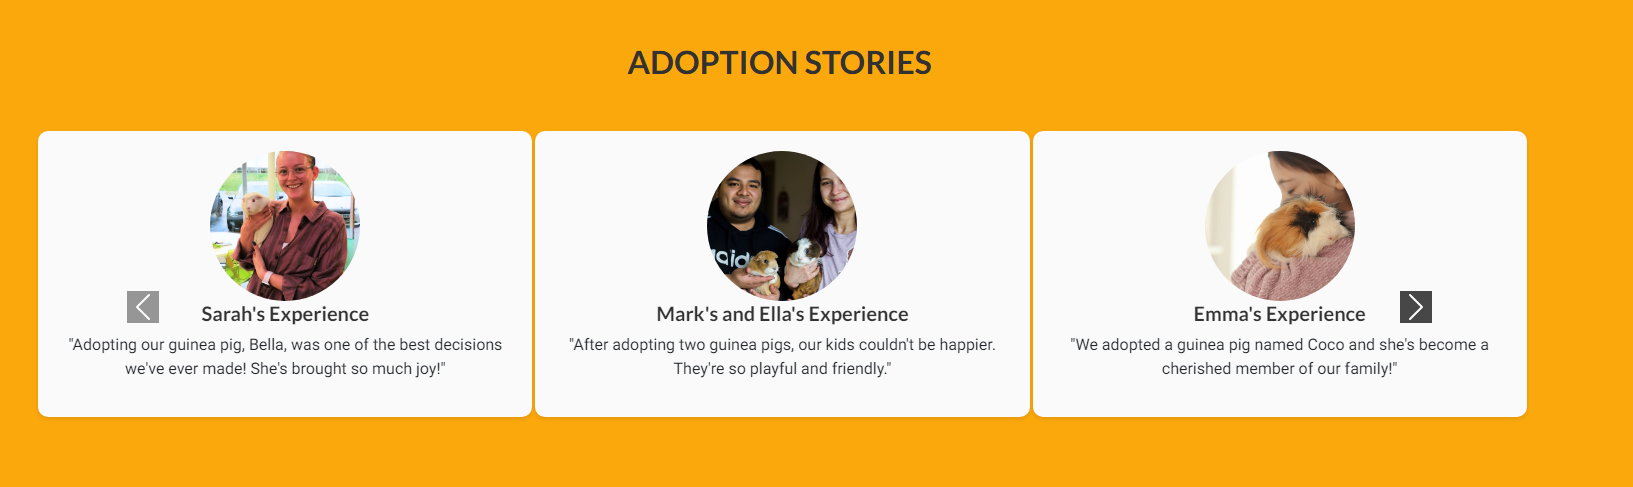 ADOPTION STORIES
Sarah's Experience
"Adopting our guinea pig, Bella, was one of the best decisions
we've ever made! She's brought so much joy!"
aid
Mark's and Ella's Experience
"After adopting two guinea pigs, our kids couldn't be happier.
They're so playful and friendly."
Emma's Experience
"We adopted a guinea pig named Coco and she's become a
cherished member of our family!"